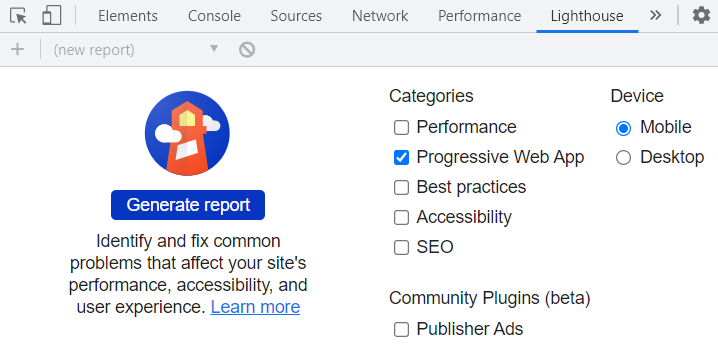 Elements Console Sources Network Performance Lighthouse »
(new report)
Categories
Performance
Progressive Web App
Best practices
Accessibility
SEO
Community Plugins (beta)
Publisher Ads
Device
Mobile
Desktop
Generate report
Identify and fix common
problems that affect your site's
performance, accessibility, and
user experience. Learn more